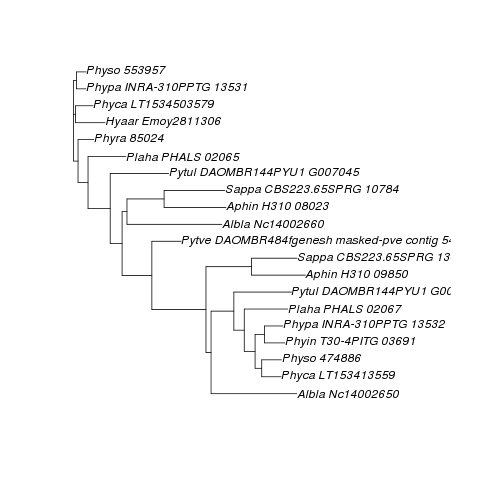 Physo 553957
Phypa INRA-310PPTG 13531
Phyca LT1534503579
Hyaar Emoy2811306
Phyra 85024
Plaha PHALS 02065
Pytul DAOMBR144PYU1 G007045
Sappa CBS223.65SPRG 10784
Aphin H310 08023
Albla Nc14002660
Pytve DAOMBR484fgenesh masked-pve contig 54
Sappa CBS223.65SPRG 13
Aphin H310 09850
Pytul DAOMBR144PYU1 G00
Plaha PHALS 02067
Phypa INRA-310PPTG 13532
Phyin T30-4PITG 03691
Physo 474886
Phyca LT153413559
Albla Nc14002650